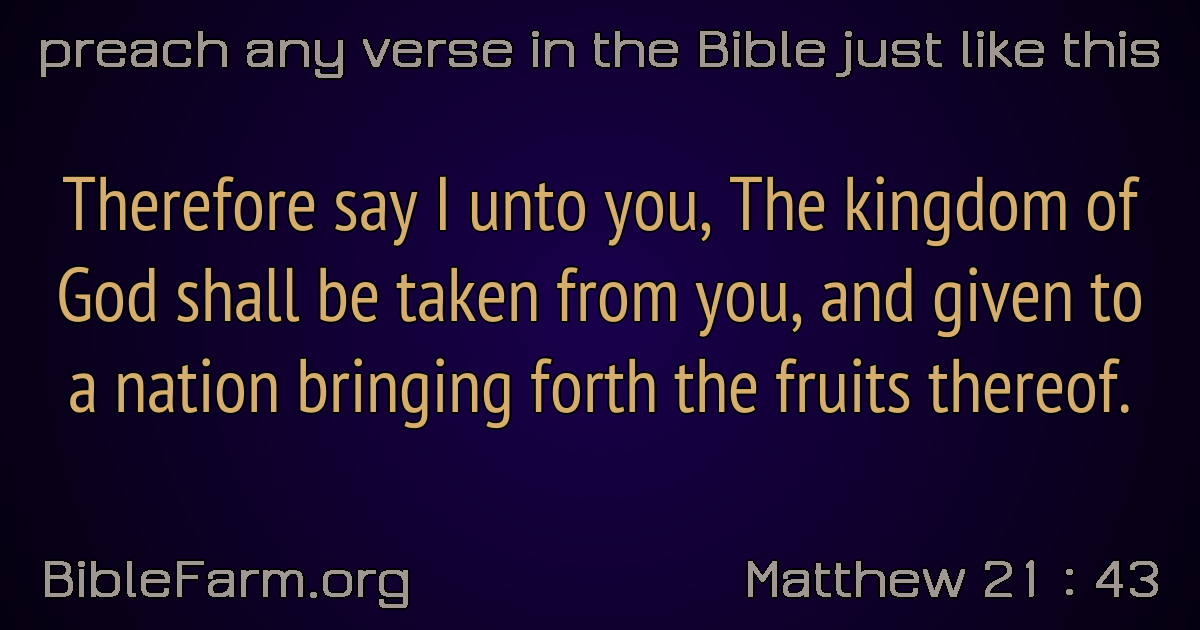 preach any verse in the Bible just like this
Therefore say I unto you, The kingdom of
God shall be taken from you, and given to
a nation bringing forth the fruits thereof.
BibleFarm.org
Matthew 21 : 43